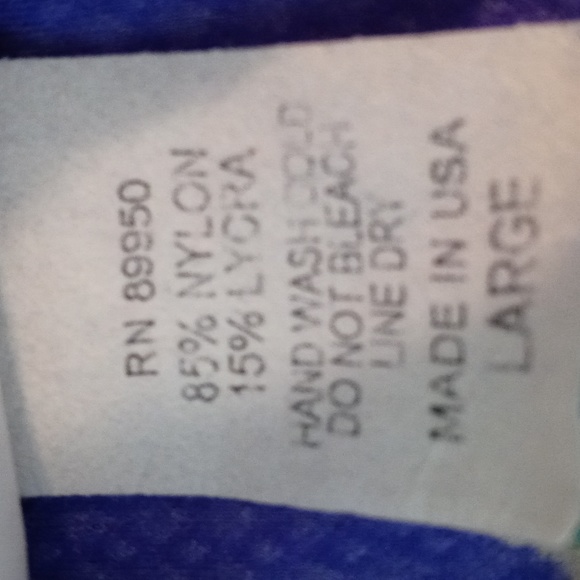 RN 89950
85% NYLON
15% LYCRA
HAND WASH COLD
DO NOT BLEACH
LINE DRY
MADE IN USA
LARGE